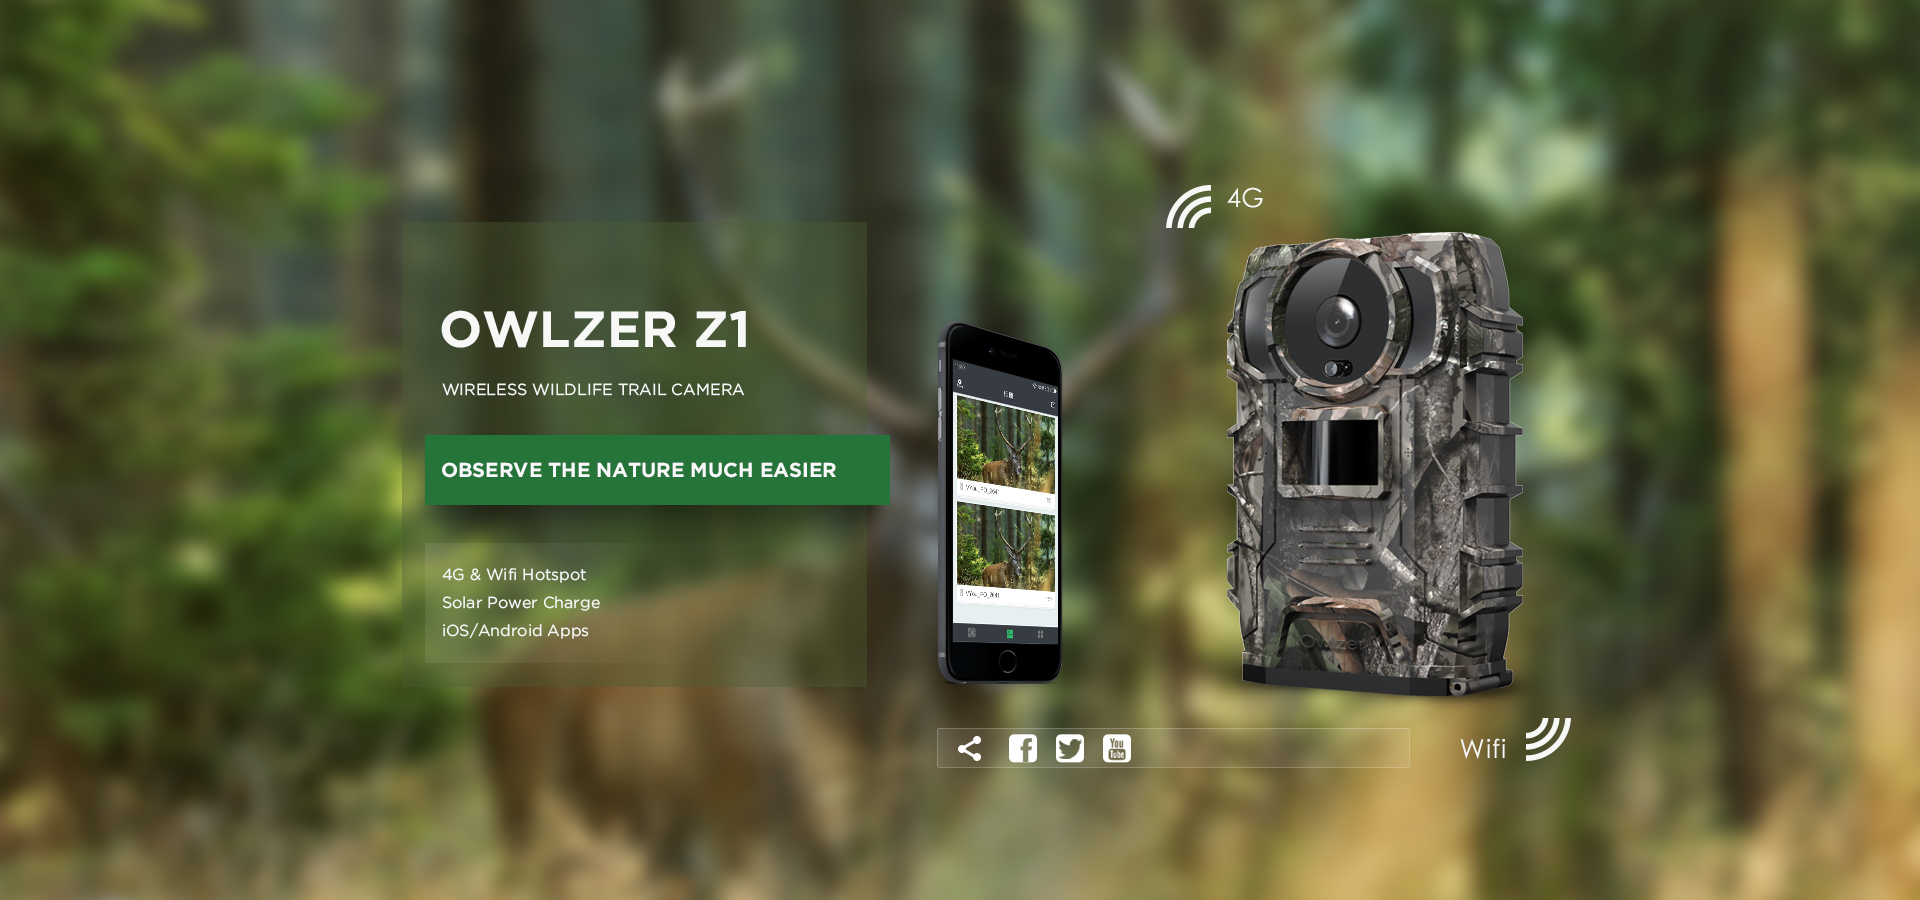 4G
OWLZER Z1
WIRELESS WILDLIFE TRAIL CAMERA
OBSERVE THE NATURE MUCH EASIER
4G & Wifi Hotspot
Solar Power Charge
iOS/Android Apps
Owlzer
You
Tube
Wifi